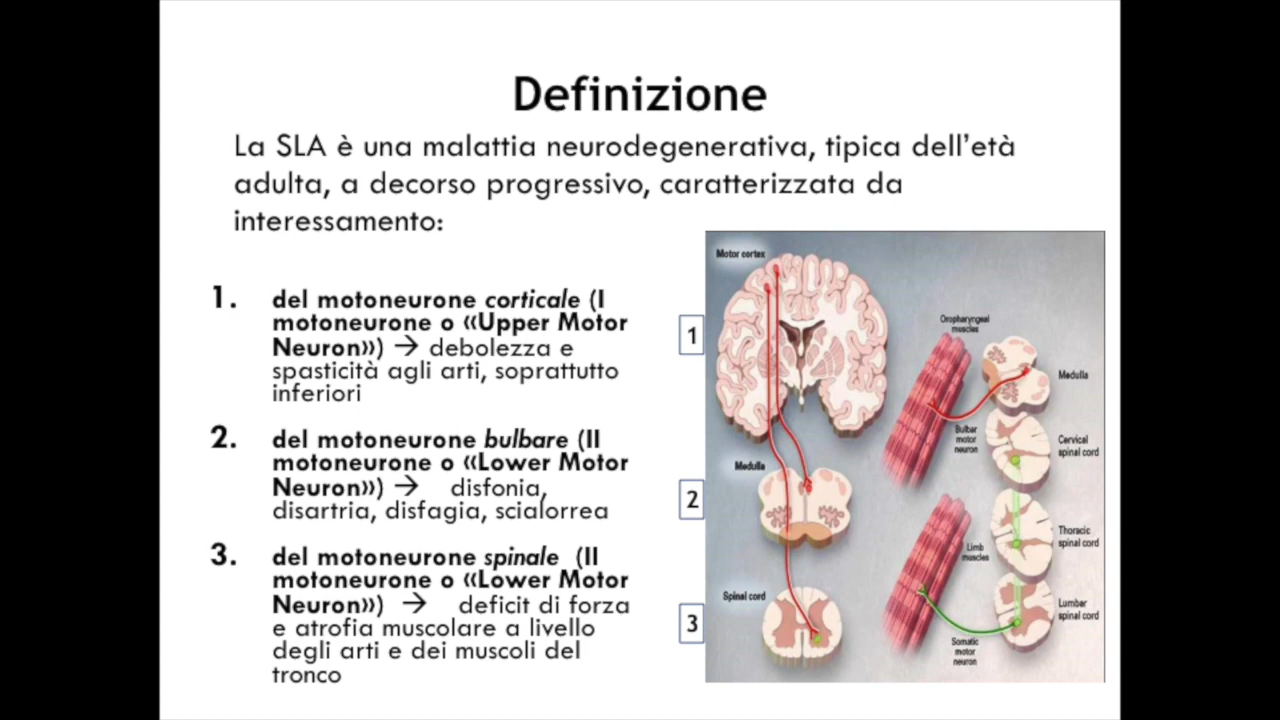 Definizione
La SLA è una malattia neurodegenerativa, tipica dell'età
adulta, a decorso progressivo, caratterizzata da
interessamento:
1. del motoneurone corticale (I
motoneurone o «Upper Motor
Neuron») → debolezza e
spasticità agli arti, soprattutto
inferiori
2. del motoneurone bulbare (II
motoneurone o «Lower Motor
Neuron») → disfonia,
disartria, disfagia, scialorrea
3. del motoneurone spinale (II
motoneurone o «Lower Motor
Neuron») → deficit di forza
e atrofia muscolare a livello
degli arti e dei muscoli del
tronco
1
2
3
Motor cortex
Medulla
Spinal cord
Oropharyngeal
muscles
Medulla
Bulbar
motor
neuron
Cervical
spinal cord
Thoracic
spinal cord
Limb
muscles
Lumbar
spinal cord
Somatic
motor
neuron